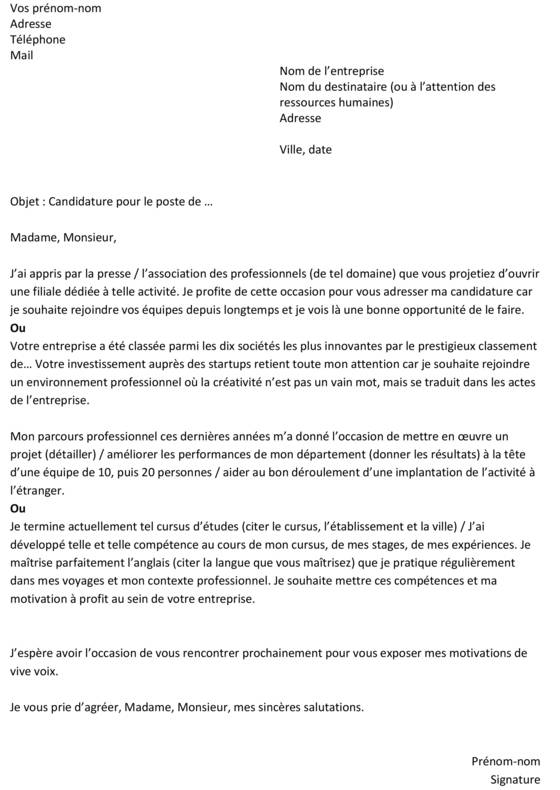 Vos prénom-nom
Adresse
Téléphone
Mail
Nom de l’entreprise
Nom du destinataire (ou à l’attention des
ressources humaines)
Adresse
Ville, date
Objet : Candidature pour le poste de …
Madame, Monsieur,
J’ai appris par la presse / l’association des professionnels (de tel domaine) que vous projetiez d’ouvrir
une filiale dédiée à telle activité. Je profite de cette occasion pour vous adresser ma candidature car
je souhaite rejoindre vos équipes depuis longtemps et je vois là une bonne opportunité de le faire.
Ou
Votre entreprise a été classée parmi les dix sociétés les plus innovantes par le prestigieux classement
de… Votre investissement auprès des startups retient toute mon attention car je souhaite rejoindre
un environnement professionnel où la créativité n’est pas un vain mot, mais se traduit dans les actes
de l’entreprise.
Mon parcours professionnel ces dernières années m’a donné l’occasion de mettre en œuvre un
projet (détailler) / améliorer les performances de mon département (donner les résultats) à la tête
d’une équipe de 10, puis 20 personnes / aider au bon déroulement d’une implantation de l’activité à
l’étranger.
Ou
Je termine actuellement tel cursus d’études (citer le cursus, l’établissement et la ville) / J’ai
développé telle et telle compétence au cours de mon cursus, de mes stages, de mes expériences. Je
maîtrise parfaitement l’anglais (citer la langue que vous maîtrisez) que je pratique régulièrement
dans mes voyages et mon contexte professionnel. Je souhaite mettre ces compétences et ma
motivation à profit au sein de votre entreprise.
J’espère avoir l’occasion de vous rencontrer prochainement pour vous exposer mes motivations de
vive voix.
Je vous prie d’agréer, Madame, Monsieur, mes sincères salutations.
Prénom-nom
Signature